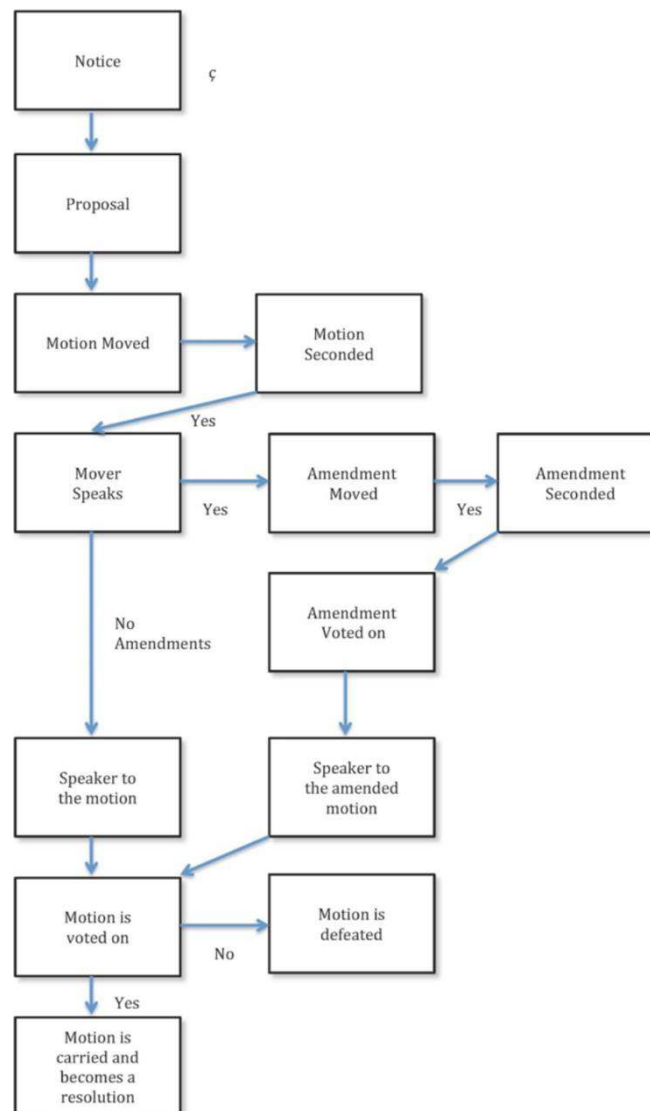 Notice
ç
Proposal
Motion Moved
Motion
Seconded
Yes
Mover
Speaks
Yes
Amendment
Moved
Yes
Amendment
Seconded
Amendment
Voted on
No
Amendments
Speaker to
the motion
Speaker to
the amended
motion
Motion is
voted on
No
Motion is
defeated
Yes
Motion is
carried and
becomes a
resolution